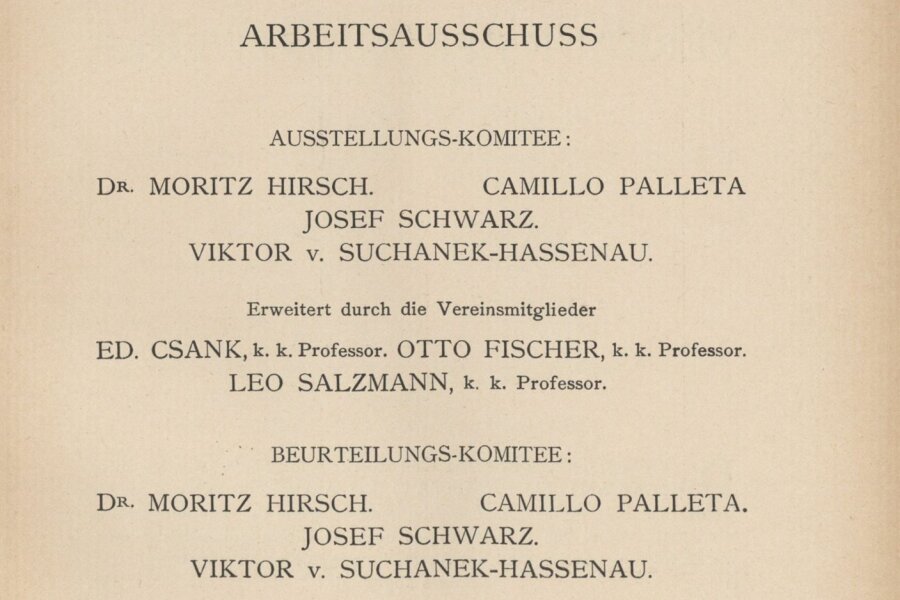 ARBEITSAUSSCHUSS
AUSSTELLUNGS-KOMITEE:
DR. MORITZ HIRSCH. CAMILLO PALLETA
JOSEF SCHWARZ.
VIKTOR v. SUCHANEK-HASSENAU.
Erweitert durch die Vereinsmitglieder
ED. CSANK, k. k. Professor. OTTO FISCHER, k. k. Professor.
LEO SALZMANN, k. k. Professor.
BEURTEILUNGS-KOMITEE:
DR. MORITZ HIRSCH. CAMILLO PALLETA.
JOSEF SCHWARZ.
VIKTOR v. SUCHANEK-HASSENAU.